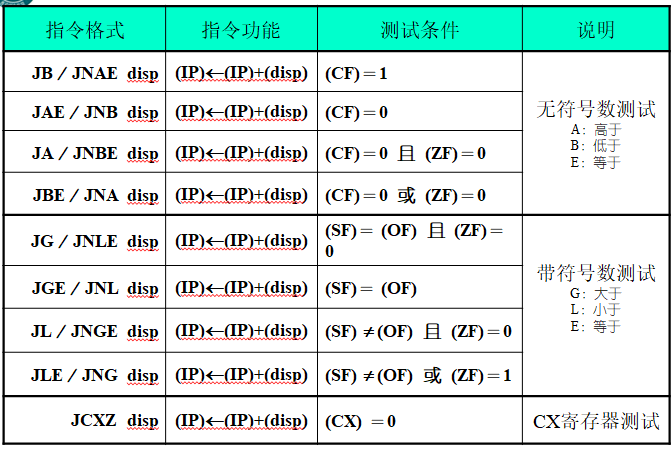 指令格式 指令功能 测试条件 说明
JB / JNAE disp (IP)←(IP)+(disp) (CF)=1
JAE / JNB disp (IP)←(IP)+(disp) (CF)=0
JA / JNBE disp (IP)←(IP)+(disp) (CF)=0 且 (ZF)=0
JBE / JNA disp (IP)←(IP)+(disp) (CF)=0 或 (ZF)=0
无符号数测试
A: 高于
B: 低于
E: 等于
JG / JNLE disp (IP)←(IP)+(disp) (SF)= (OF) 且 (ZF)=
0
JGE / JNL disp (IP)←(IP)+(disp) (SF)= (OF)
JL / JNGE disp (IP)←(IP)+(disp) (SF) ≠(OF) 且 (ZF)=0
JLE / JNG disp (IP)←(IP)+(disp) (SF) ≠(OF) 或 (ZF)=1
带符号数测试
G: 大于
L: 小于
E: 等于
JCXZ disp (IP)←(IP)+(disp) (CX) =0 CX寄存器测试